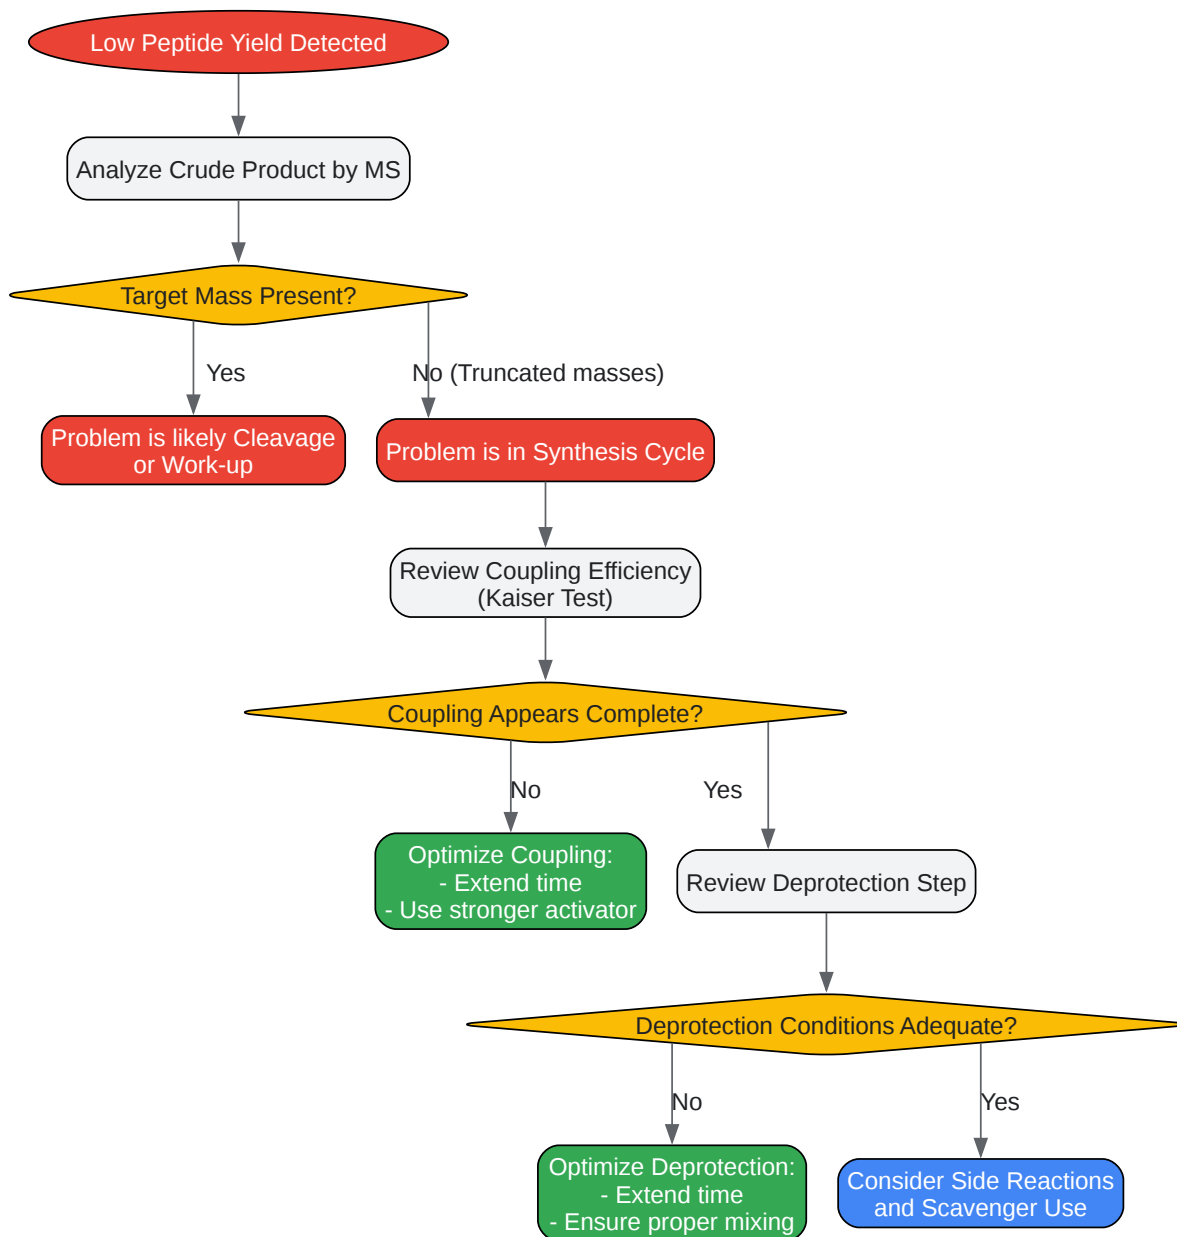 Low Peptide Yield Detected
Analyze Crude Product by MS
Target Mass Present?
Yes
No (Truncated masses)
Problem is likely Cleavage
or Work-up
Problem is in Synthesis Cycle
Review Coupling Efficiency
(Kaiser Test)
Coupling Appears Complete?
No
Yes
Optimize Coupling:
- Extend time
- Use stronger activator
Review Deprotection Step
Deprotection Conditions Adequate?
No
Yes
Optimize Deprotection:
- Extend time
- Ensure proper mixing
Consider Side Reactions
and Scavenger Use